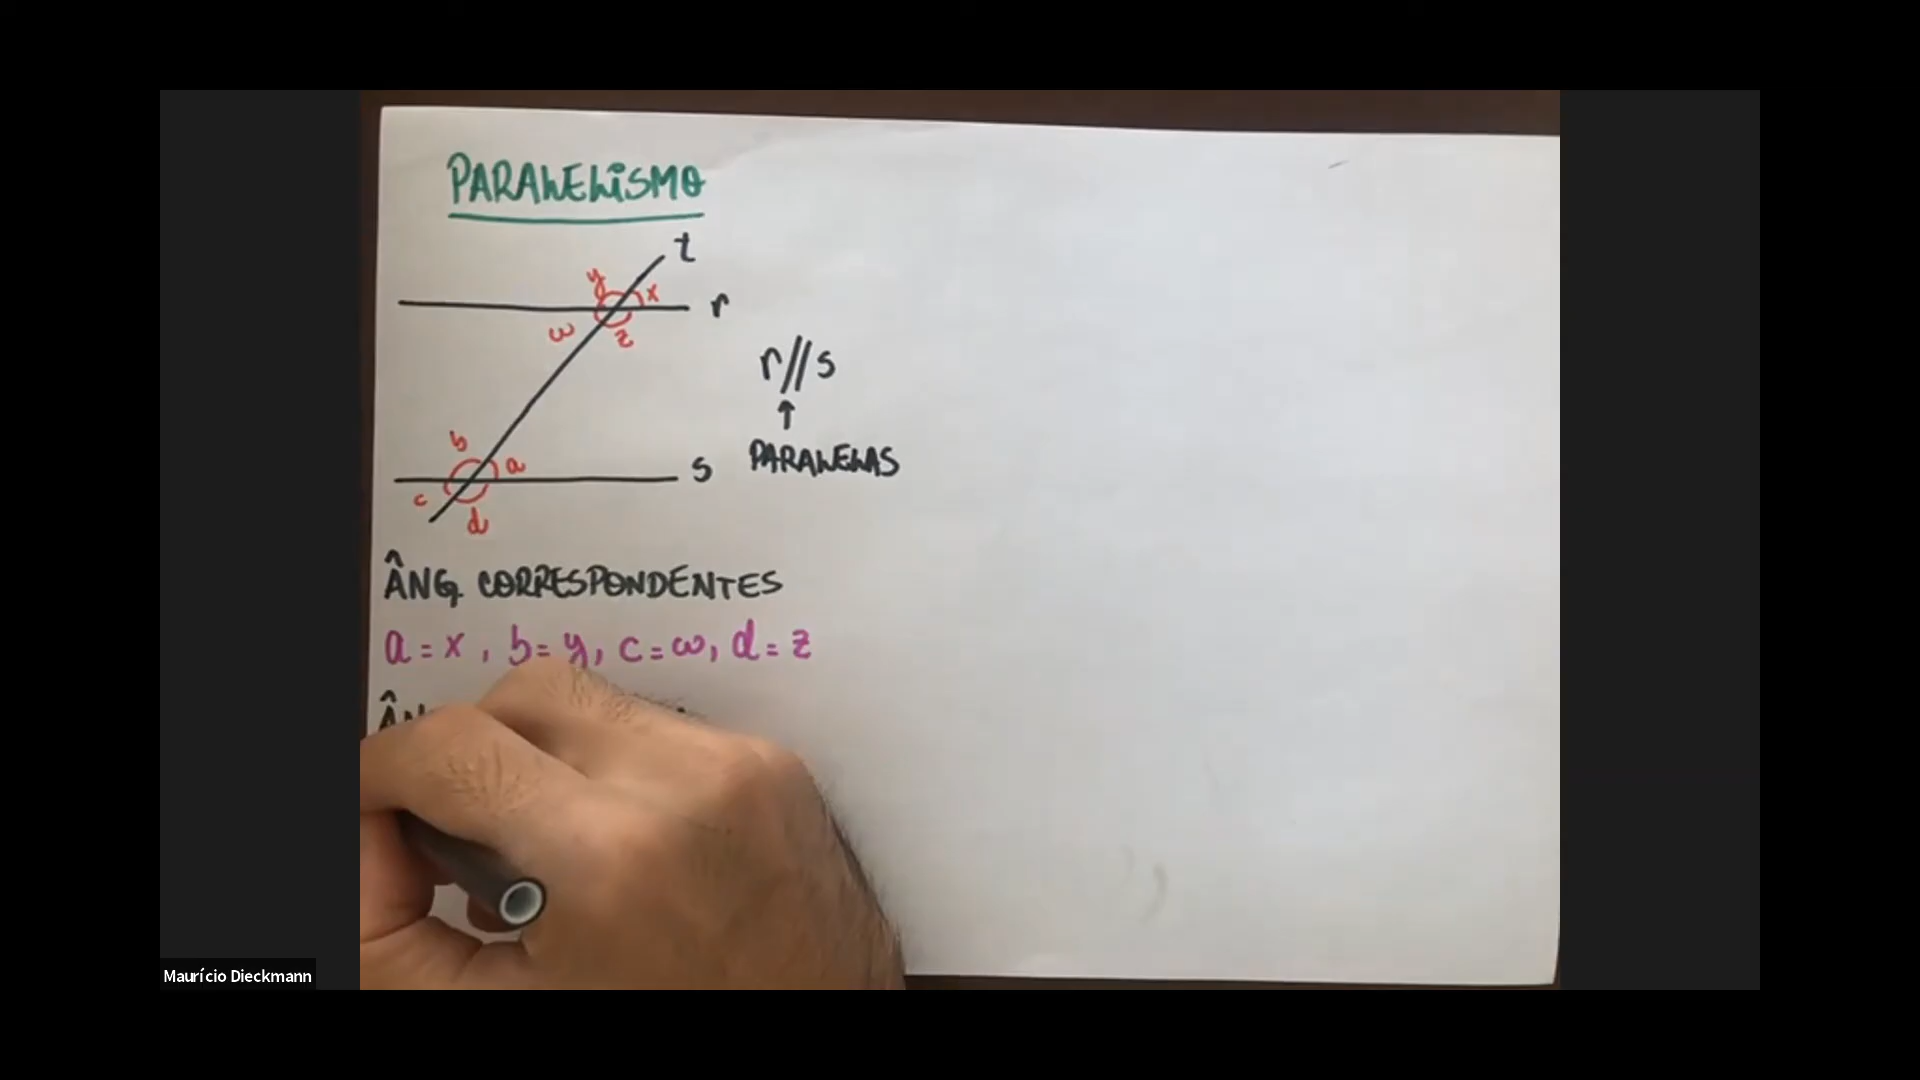 PARALELISMO
t
y x
r
ω z
r//s
↑
b
PARALELAS
a
s
c
d
ÂNG. CORRESPONDENTES
a = x, b = y, c = ω, d = z
Maurício Dieckmann